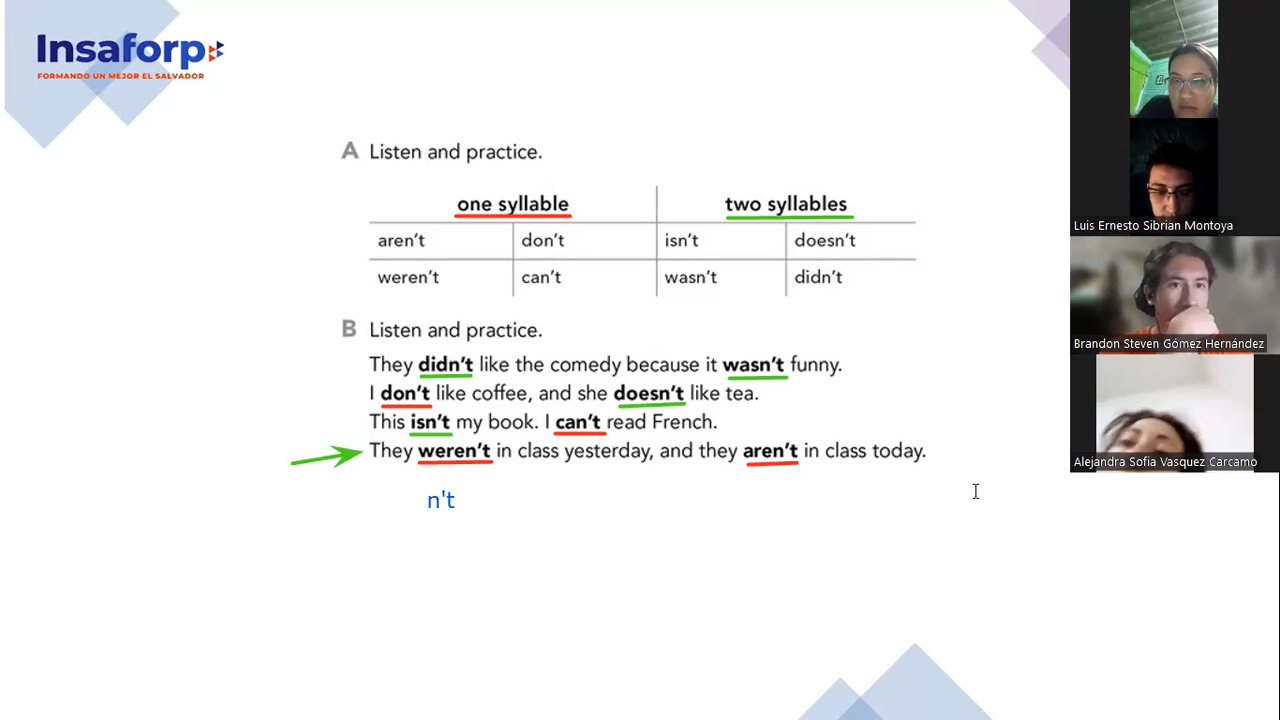 Insaforp
FORMANDO UN MEJOR EL SALVADOR
A Listen and practice.
one syllable two syllables
aren't don't isn't doesn't
weren't can't wasn't didn't
B Listen and practice.
They didn't like the comedy because it wasn't funny.
I don't like coffee, and she doesn't like tea.
This isn't my book. I can't read French.
They weren't in class yesterday, and they aren't in class today.
n't
Luis Ernesto Sibrian Montoya
Brandon Steven Gómez Hernández
Alejandra Sofia Vasquez Carcamo